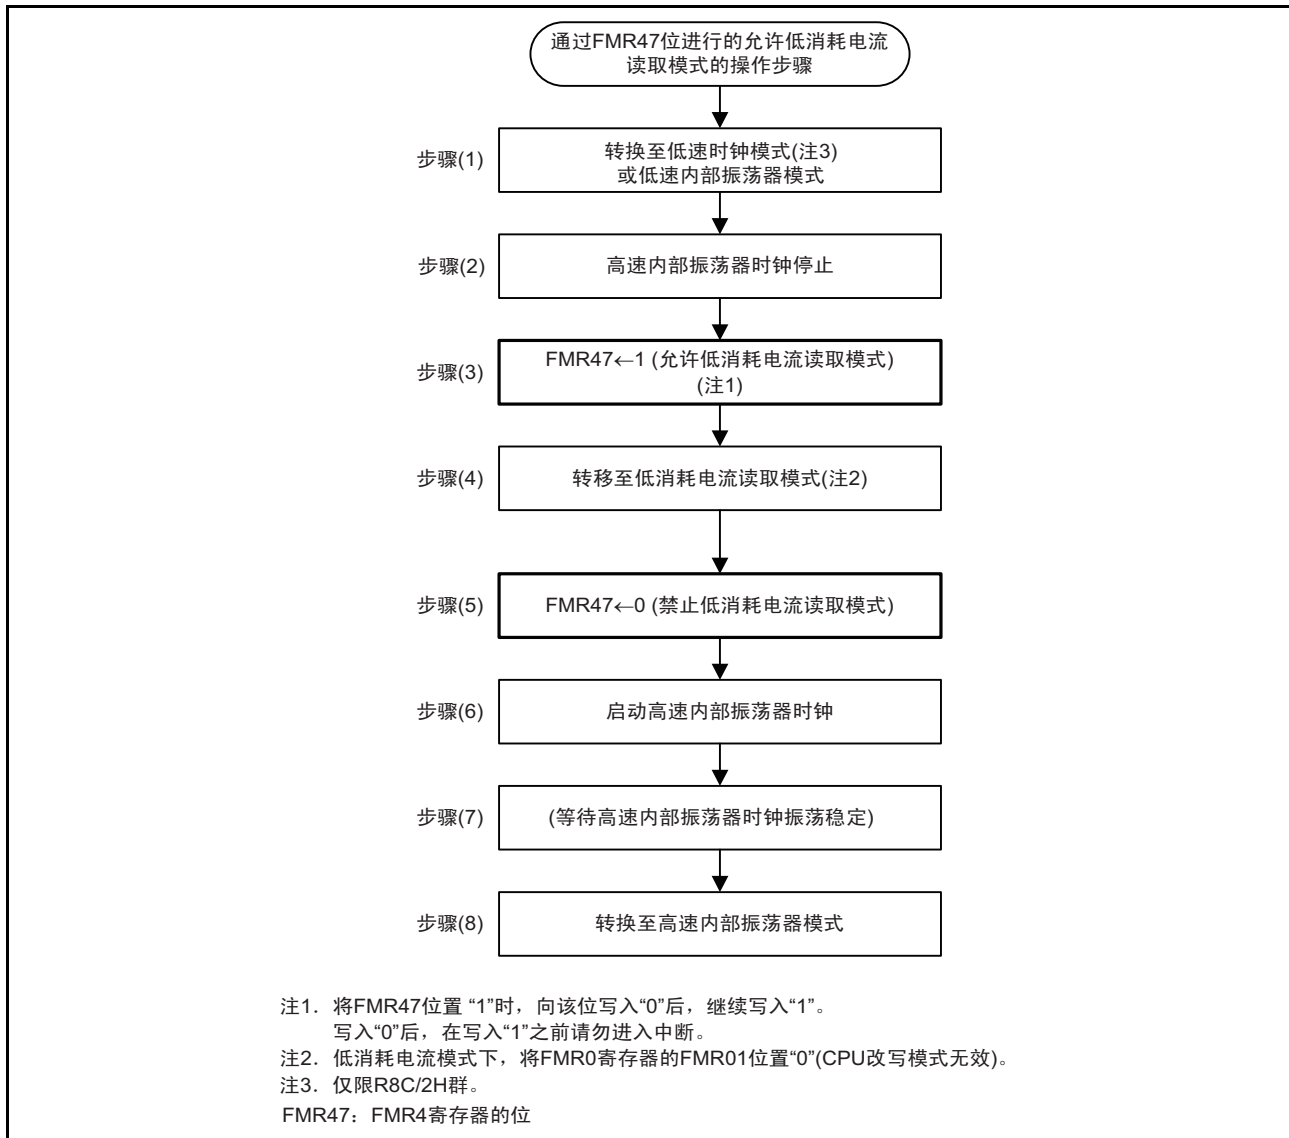 通过FMR47位进行的允许低消耗电流
读取模式的操作步骤
步骤(1)
转换至低速时钟模式(注3)
或低速内部振荡器模式
步骤(2)
高速内部振荡器时钟停止
步骤(3)
FMR47←1 (允许低消耗电流读取模式)
(注1)
步骤(4)
转移至低消耗电流读取模式(注2)
步骤(5)
FMR47←0 (禁止低消耗电流读取模式)
步骤(6)
启动高速内部振荡器时钟
步骤(7)
(等待高速内部振荡器时钟振荡稳定)
步骤(8)
转换至高速内部振荡器模式
注1. 将FMR47位置 “1”时，向该位写入“0”后，继续写入“1”。
写入“0”后，在写入“1”之前请勿进入中断。
注2. 低消耗电流模式下，将FMR0寄存器的FMR01位置“0”(CPU改写模式无效)。
注3. 仅限R8C/2H群。
FMR47：FMR4寄存器的位